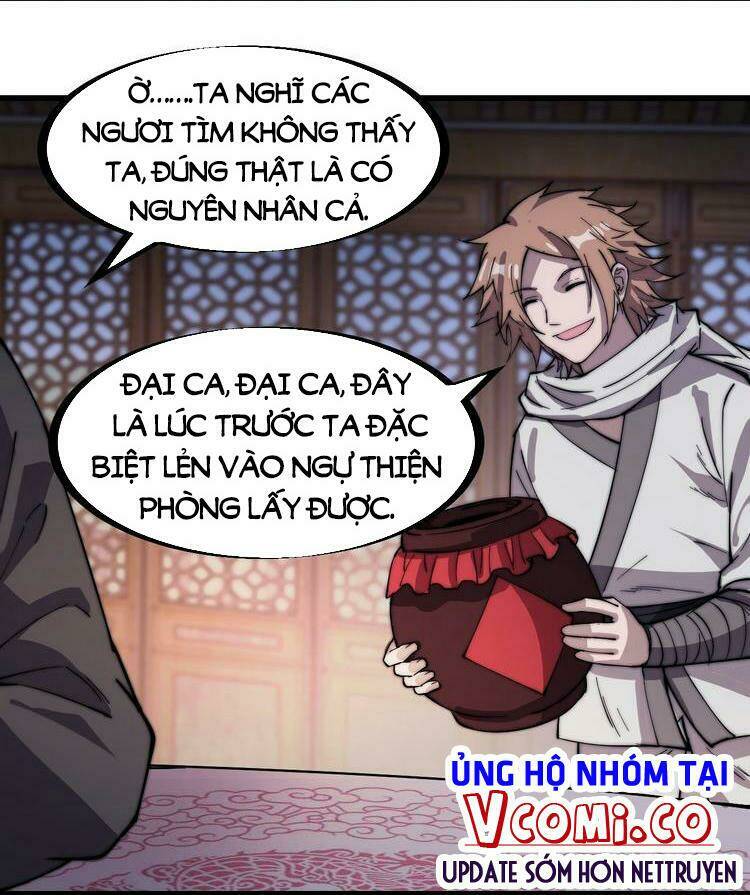 Ờ.......TA NGHĨ CÁC
NGƯƠI TÌM KHÔNG THẤY
TA, ĐÚNG THẬT LÀ CÓ
NGUYÊN NHÂN CẢ.
ĐẠI CA, ĐẠI CA, ĐÂY
LÀ LÚC TRƯỚC TA ĐẶC
BIỆT LẺN VÀO NGỰ THIỆN
PHÒNG LẤY ĐƯỢC.
ỦNG HỘ NHÓM TẠI
VCOMI.CO
UPDATE SỚM HƠN NETTRUYEN